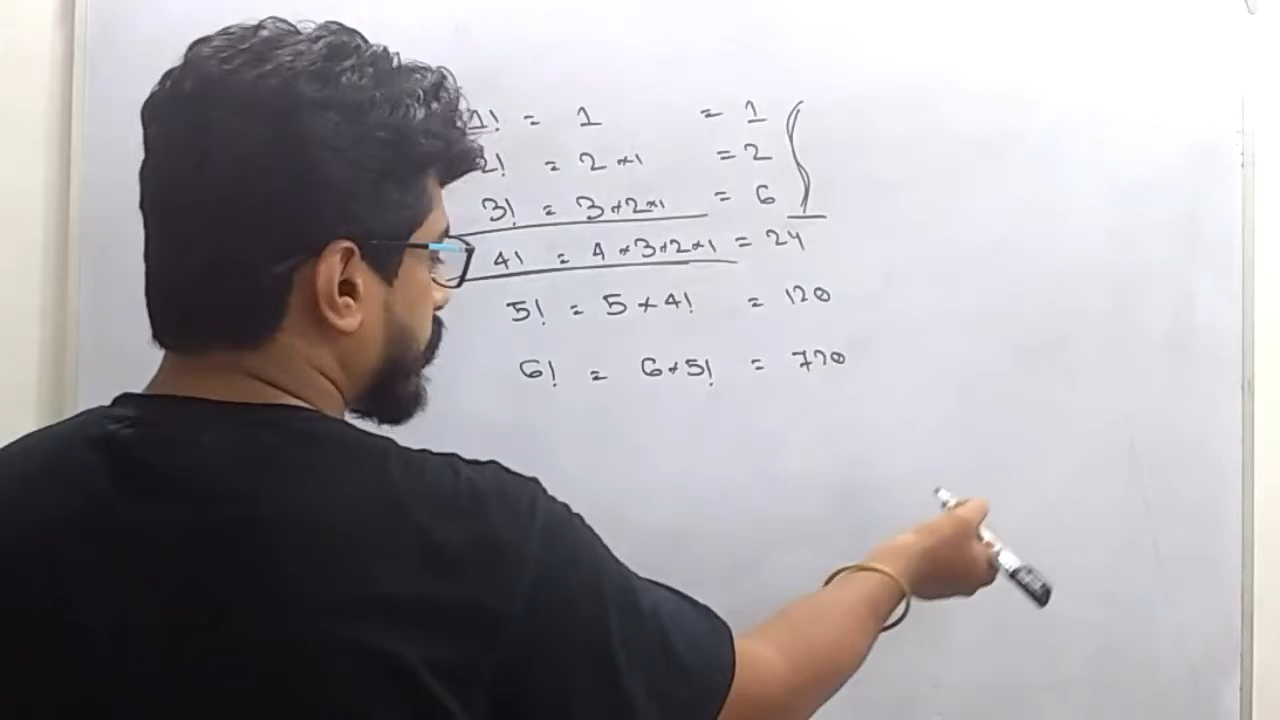 1! = 1 = 1
2! = 2*1 = 2
3! = 3*2*1 = 6
4! = 4*3*2*1 = 24
5! = 5*4! = 120
6! = 6*5! = 720